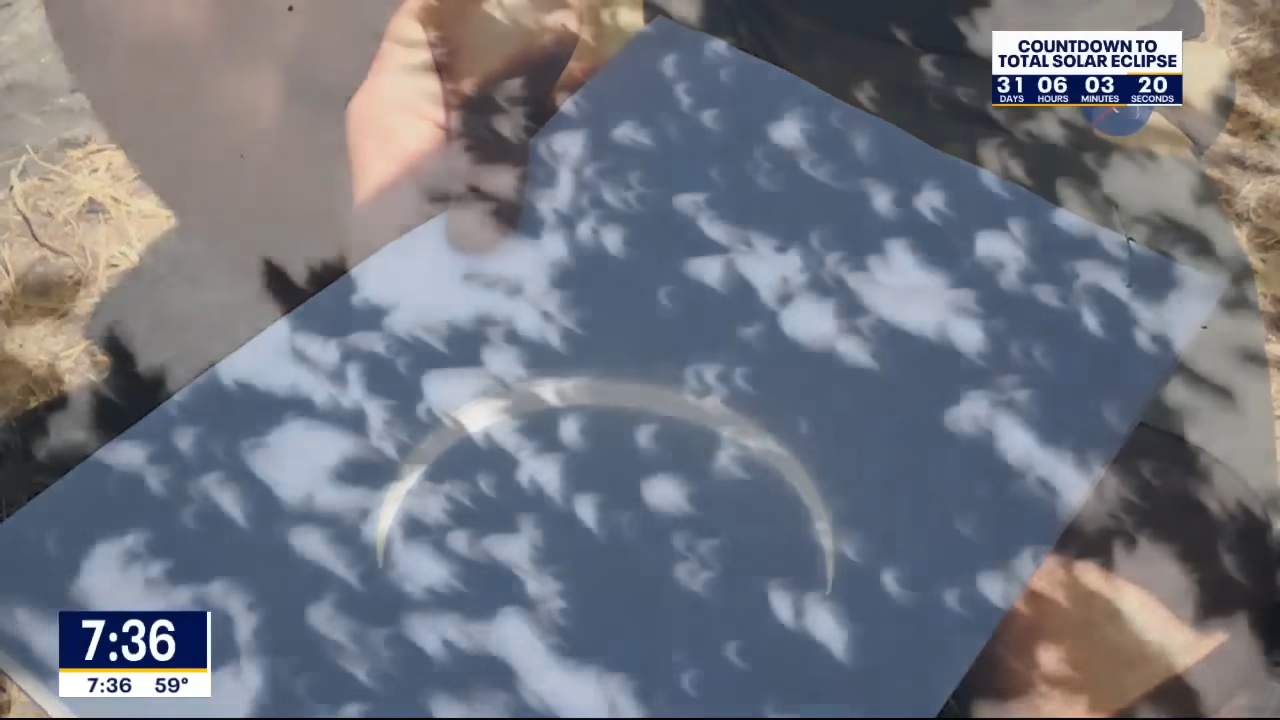 COUNTDOWN TO
TOTAL SOLAR ECLIPSE
31 06 03 20
DAYS HOURS MINUTES SECONDS
7:36
7:36 59°